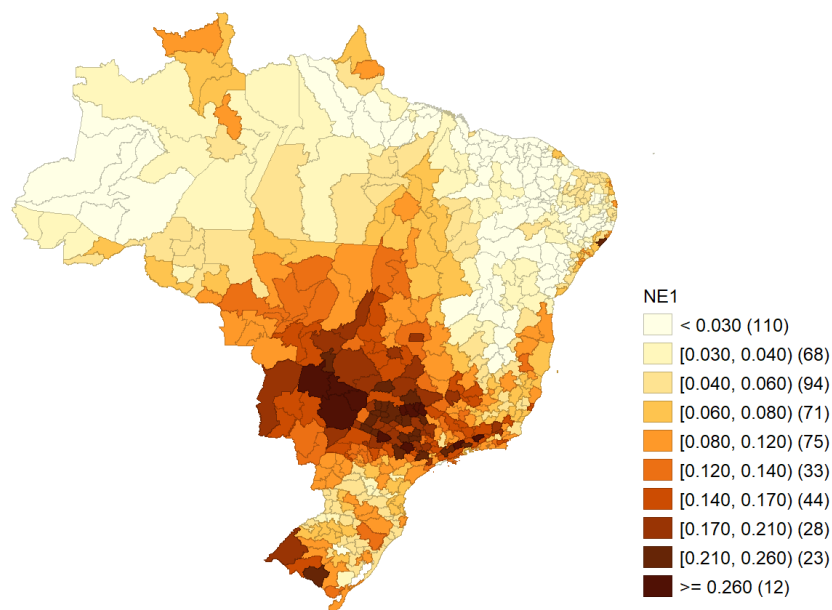 NE1
< 0.030 (110)
[0.030, 0.040) (68)
[0.040, 0.060) (94)
[0.060, 0.080) (71)
[0.080, 0.120) (75)
[0.120, 0.140) (33)
[0.140, 0.170) (44)
[0.170, 0.210) (28)
[0.210, 0.260) (23)
>= 0.260 (12)